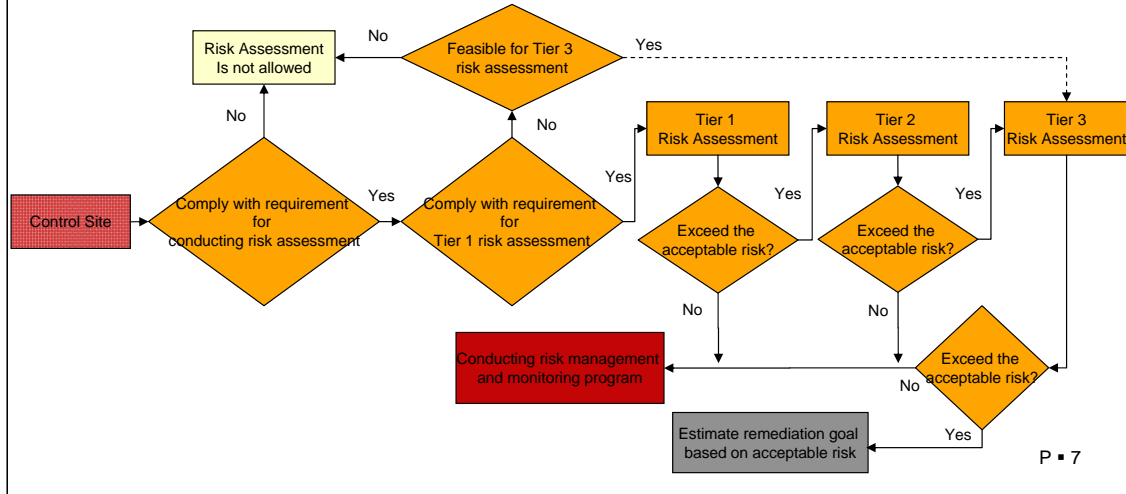 No
Feasible for Tier 3
risk assessment
Yes
Risk Assessment
Is not allowed
No
No
Tier 1
Risk Assessment
Tier 2
Risk Assessment
Tier 3
Risk Assessment
Control Site
Comply with requirement
for
conducting risk assessment
Yes
Comply with requirement
for
Tier 1 risk assessment
Yes
Exceed the
acceptable risk?
Yes
Exceed the
acceptable risk?
Yes
No
No
Conducting risk management
and monitoring program
No
Exceed the
acceptable risk?
Yes
Estimate remediation goal
based on acceptable risk
P ▪ 7